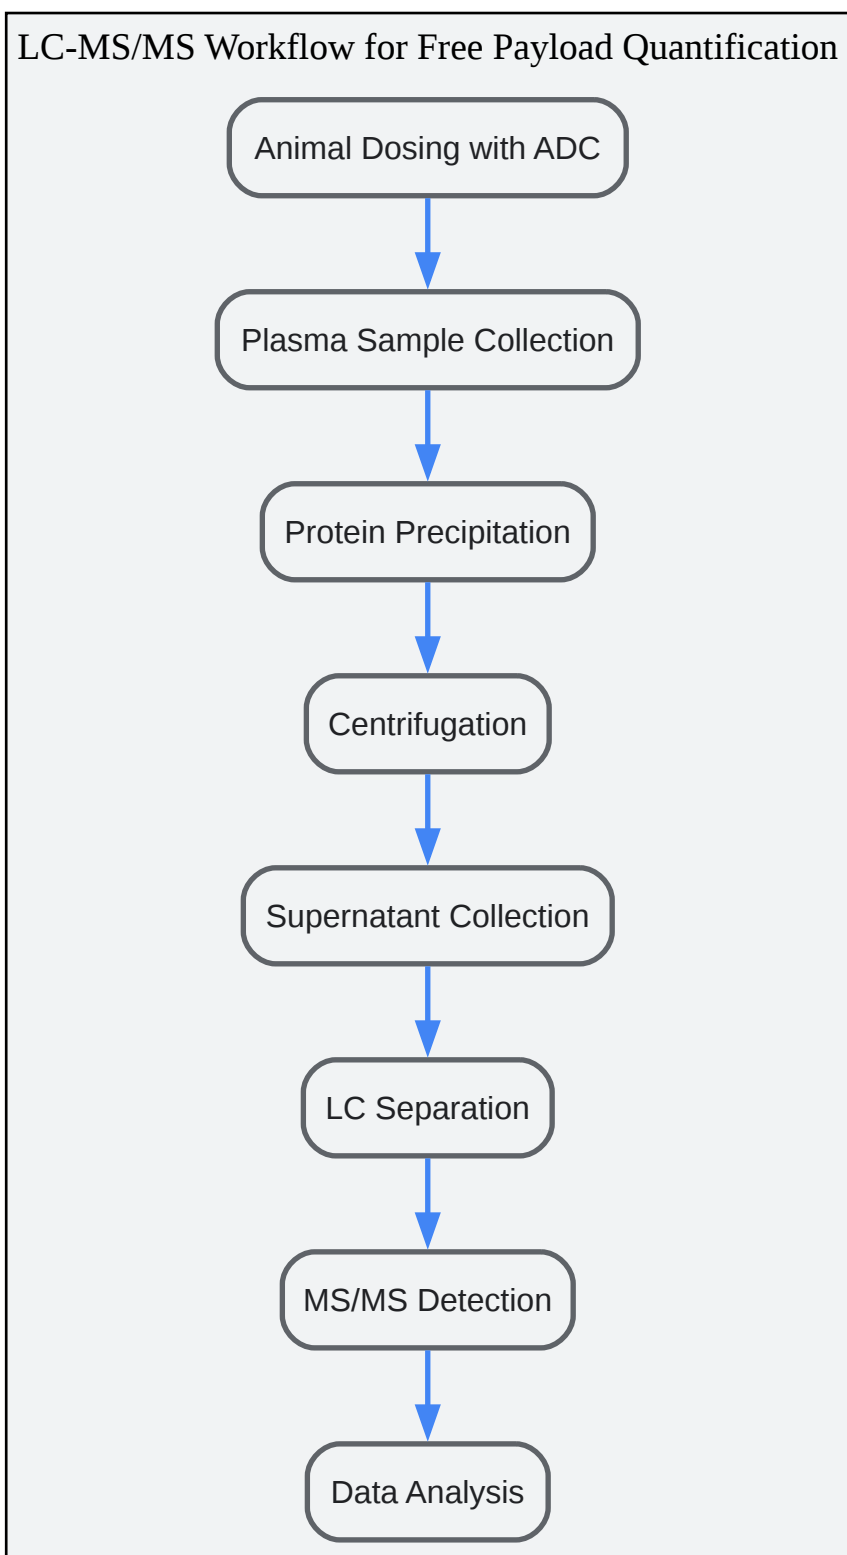 LC-MS/MS Workflow for Free Payload Quantification
Animal Dosing with ADC
Plasma Sample Collection
Protein Precipitation
Centrifugation
Supernatant Collection
LC Separation
MS/MS Detection
Data Analysis